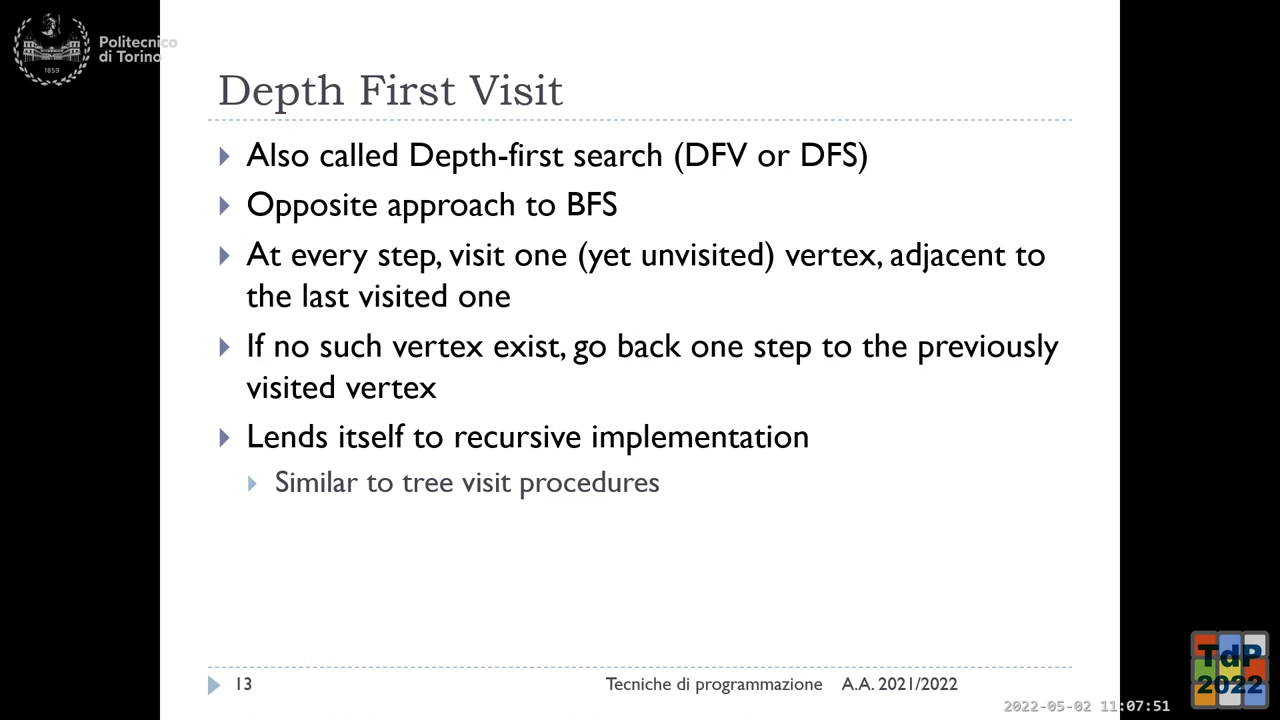 Politecnico
di Torino
1859
Depth First Visit
Also called Depth-first search (DFV or DFS)
Opposite approach to BFS
At every step, visit one (yet unvisited) vertex, adjacent to
the last visited one
If no such vertex exist, go back one step to the previously
visited vertex
Lends itself to recursive implementation
Similar to tree visit procedures
13
Tecniche di programmazione A.A. 2021/2022
2022-05-02 11:07:51
TdP
2022